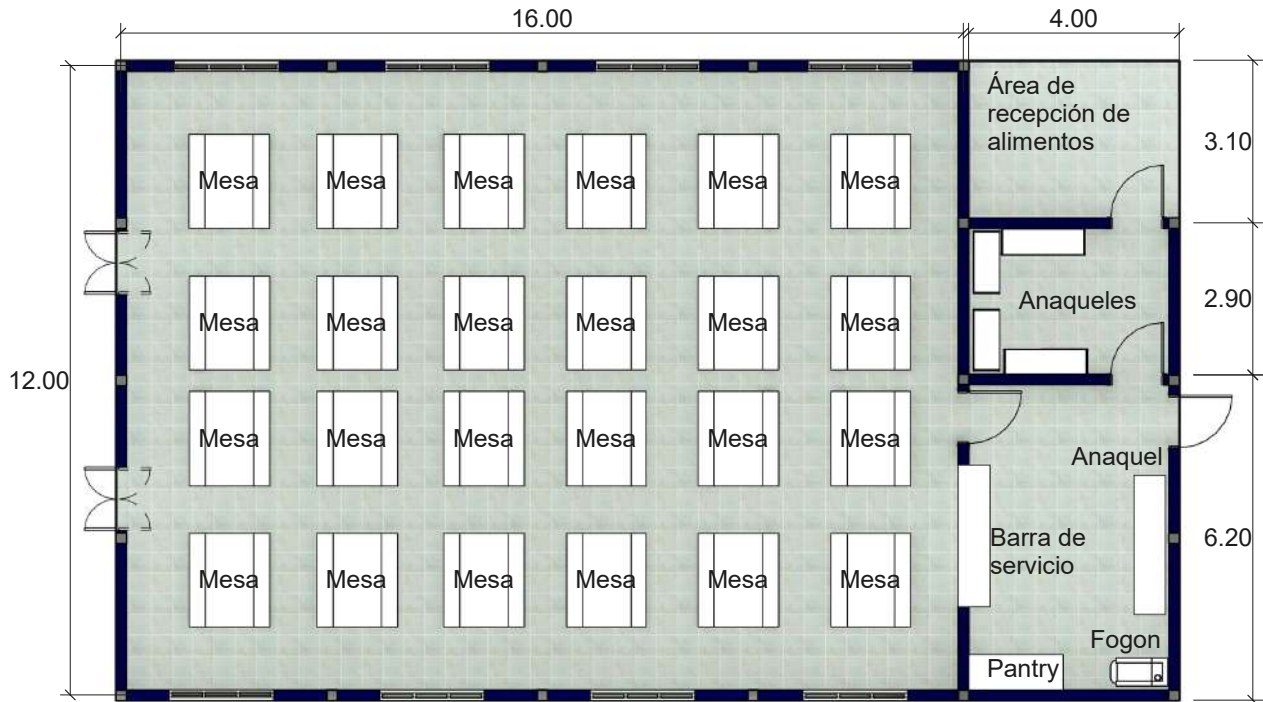 16.00
4.00
Área de
recepción de
alimentos
3.10
Mesa Mesa Mesa Mesa Mesa Mesa
2.90
Anaqueles
Mesa Mesa Mesa Mesa Mesa Mesa
12.00
Mesa Mesa Mesa Mesa Mesa Mesa
Anaquel
Barra de
servicio
6.20
Mesa Mesa Mesa Mesa Mesa Mesa
Fogon
Pantry